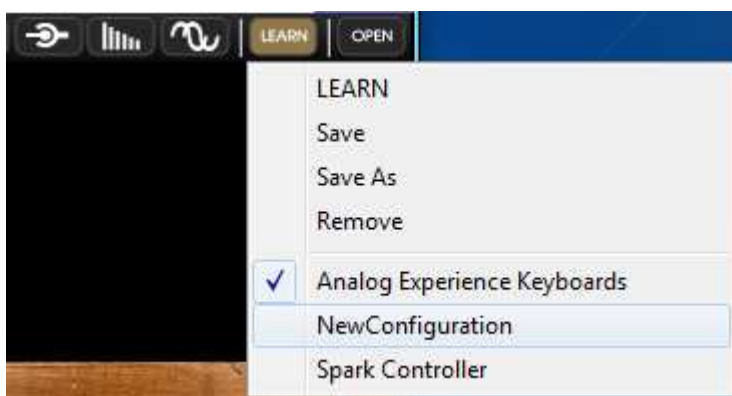 LEARN OPEN
LEARN
Save
Save As
Remove
Analog Experience Keyboards
NewConfiguration
Spark Controller